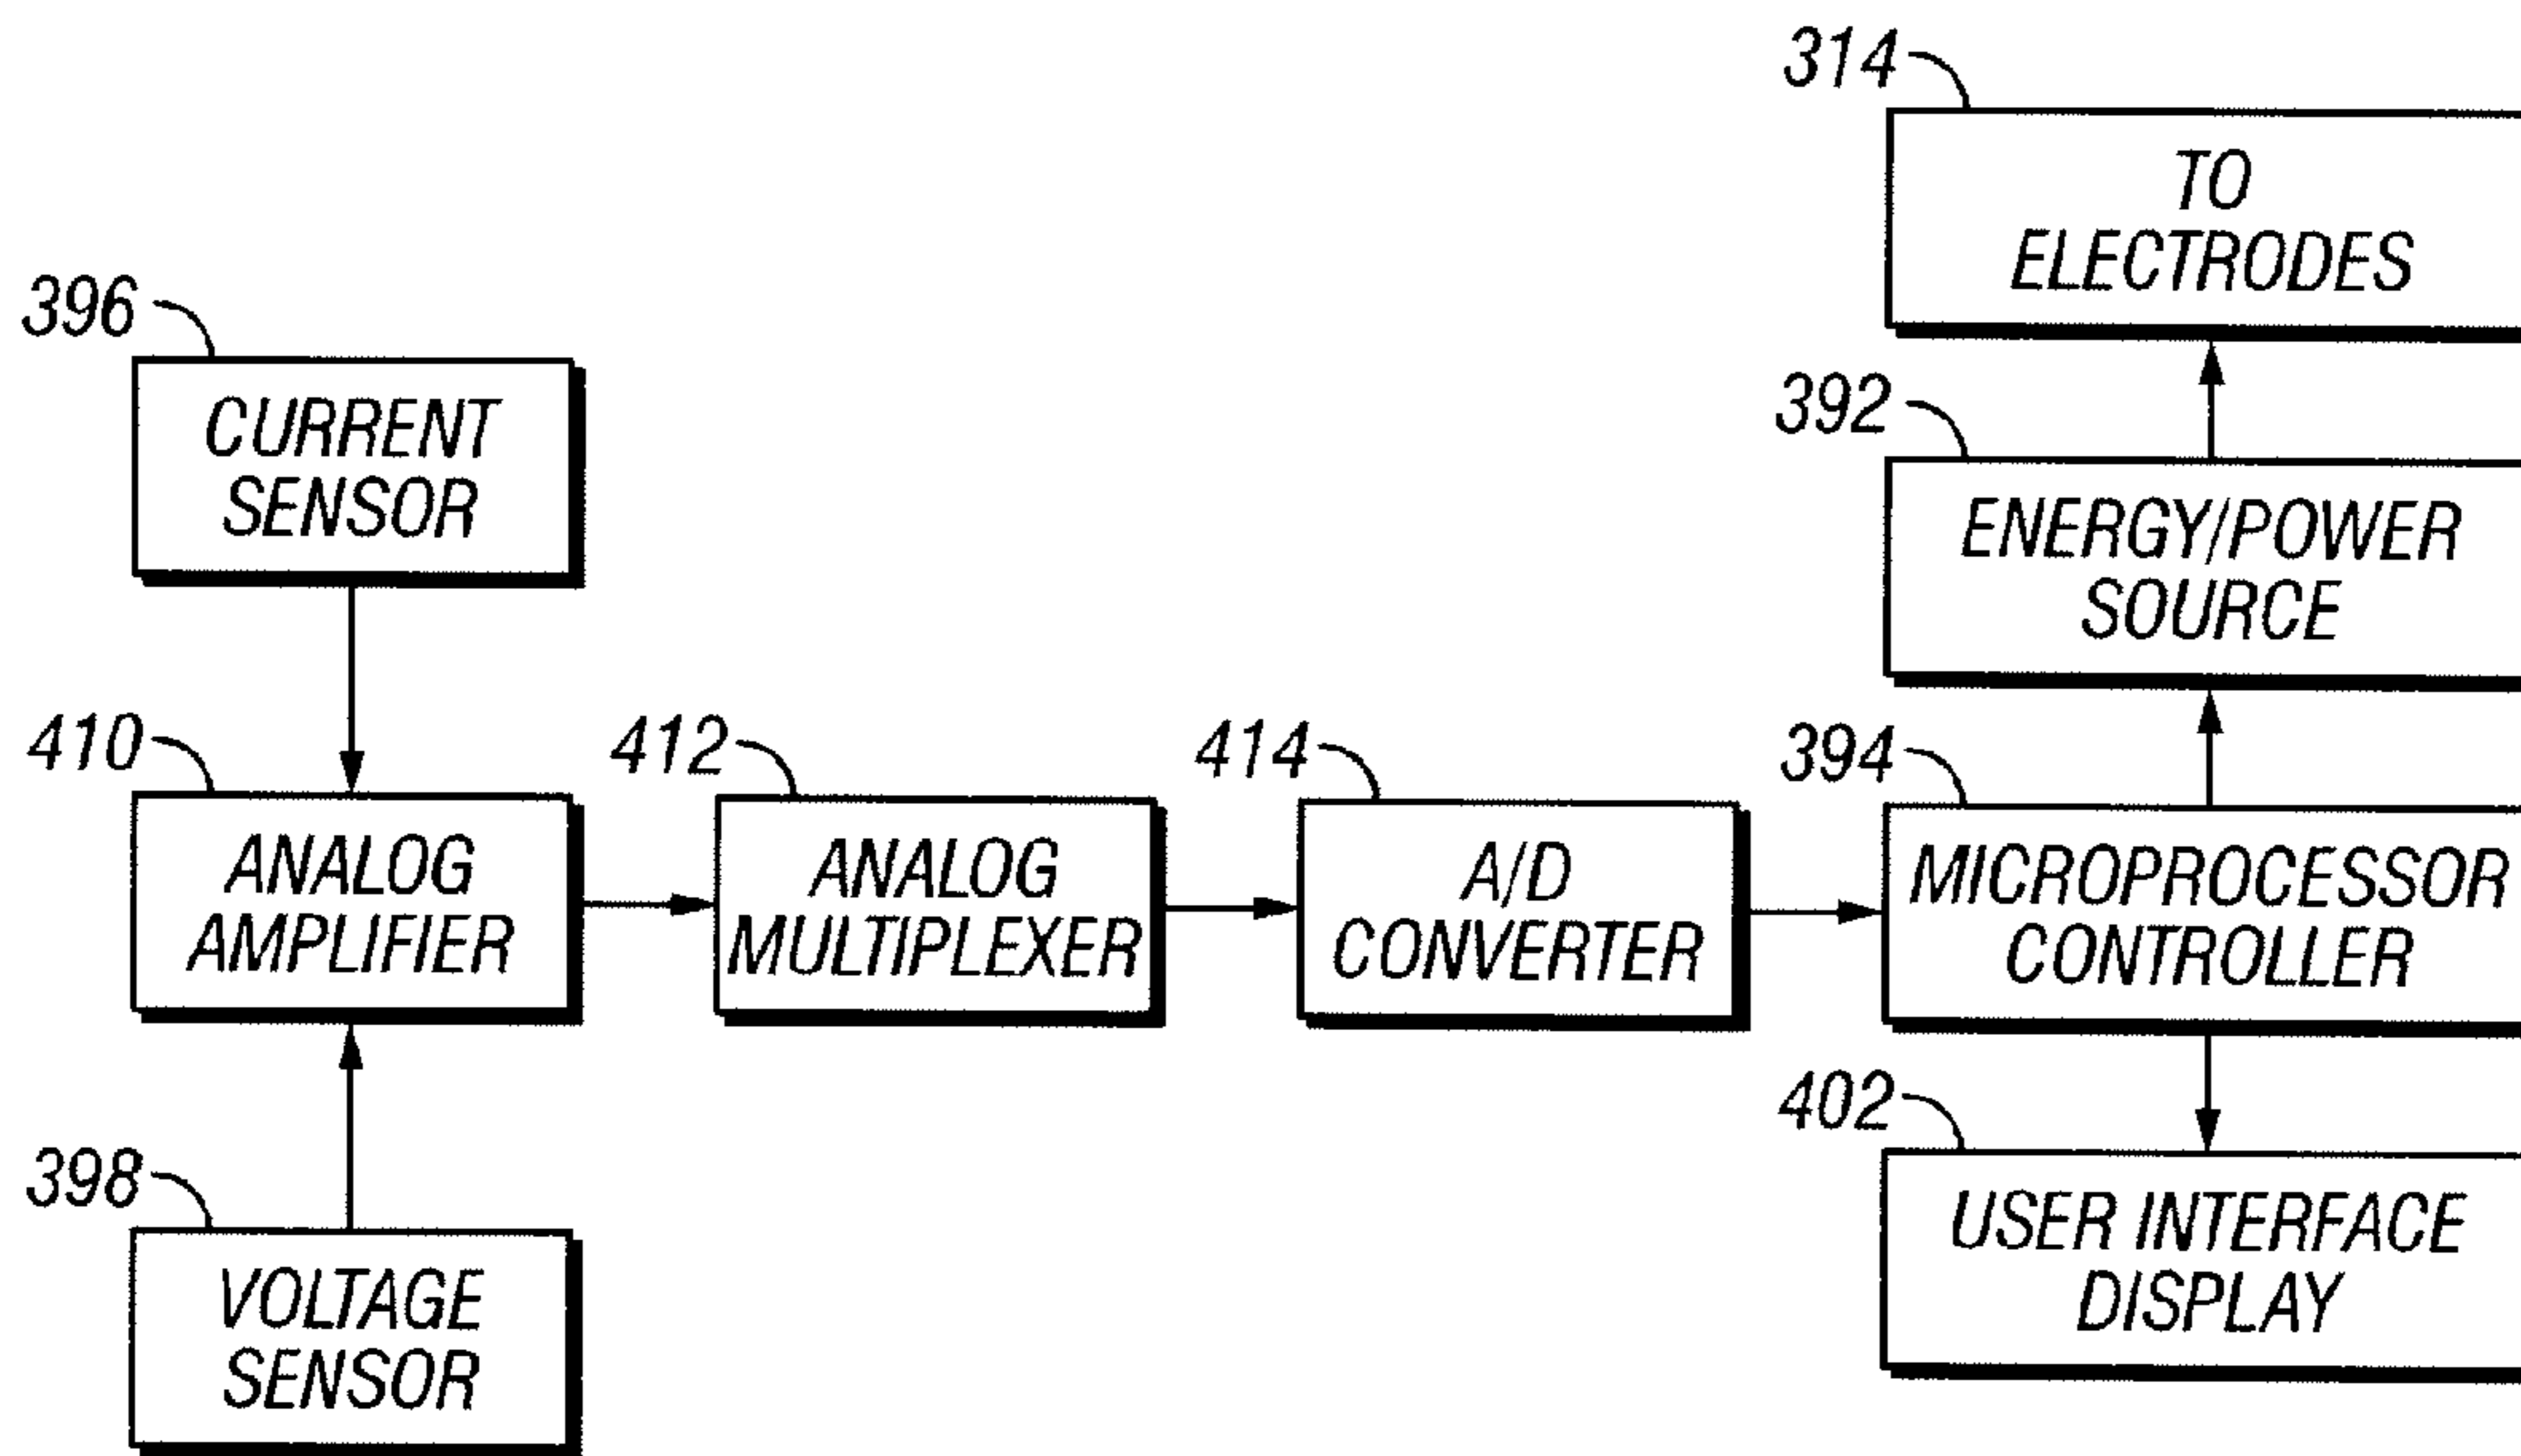 314
TO
ELECTRODES
396
CURRENT
SENSOR
392
ENERGY/POWER
SOURCE
410
ANALOG
AMPLIFIER
412
ANALOG
MULTIPLEXER
414
A/D
CONVERTER
394
MICROPROCESSOR
CONTROLLER
398
VOLTAGE
SENSOR
402
USER INTERFACE
DISPLAY